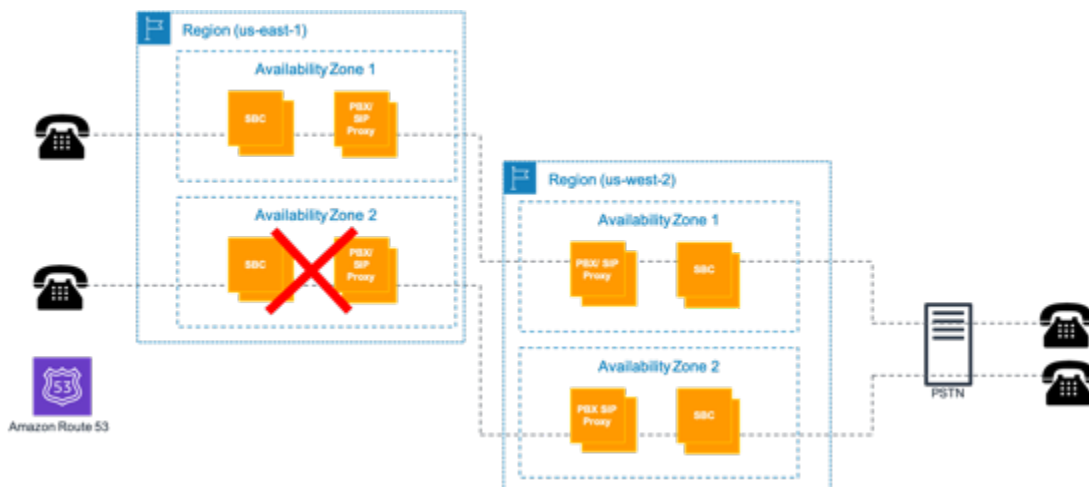 Region (us-east-1)
Availability Zone 1
SBC
PBX/
SIP
Proxy
Availability Zone 2
SBC
PBX/
SIP
Proxy
Region (us-west-2)
Availability Zone 1
PBX/ SIP
Proxy
SBC
Availability Zone 2
PBX SIP
Proxy
SBC
PSTN
53
Amazon Route 53